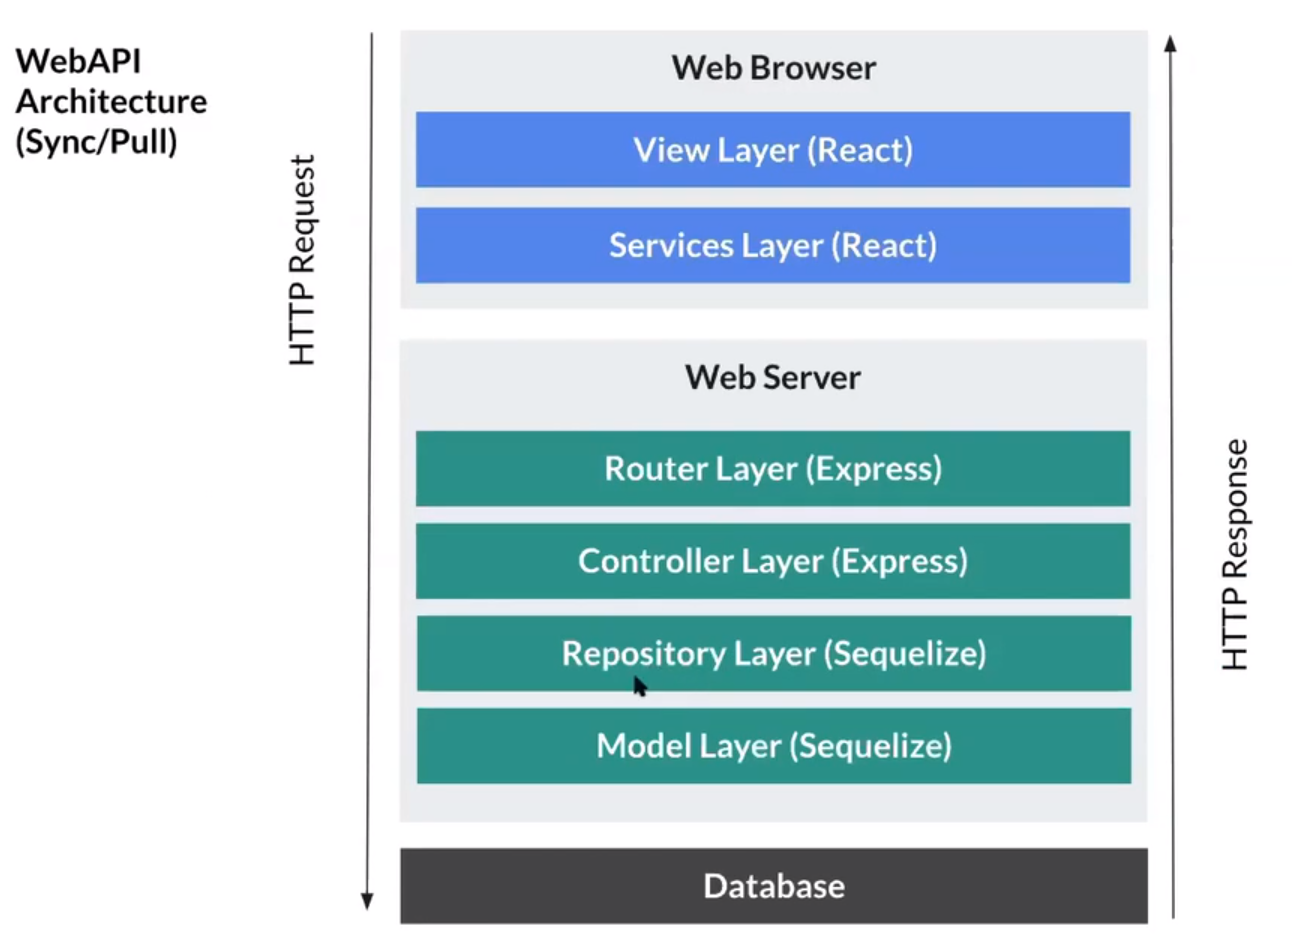 WebAPI
Architecture
(Sync/Pull)
HTTP Request
Web Browser
View Layer (React)
Services Layer (React)
Web Server
Router Layer (Express)
Controller Layer (Express)
Repository Layer (Sequelize)
Model Layer (Sequelize)
Database
HTTP Response